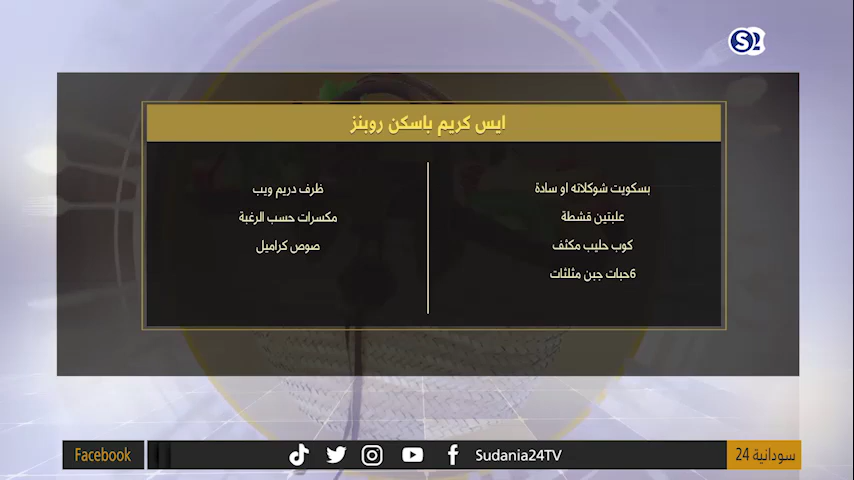 S24
ايس كريم باسكن روبنز
بسكويت شوكلاته او سادة
علبتين قشطة
كوب حليب مكثف
6حبات جبن مثلثات
ظرف دريم ويب
مكسرات حسب الرغبة
صوص كراميل
Facebook
Sudania24TV
سودانية 24